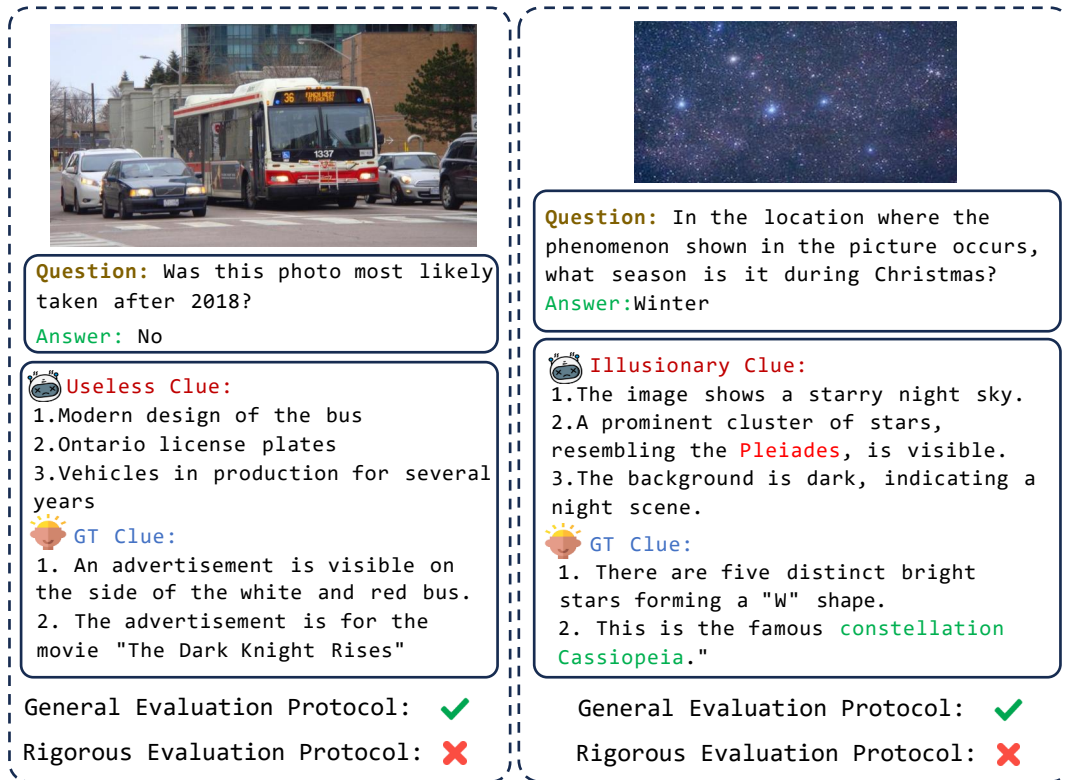 36
1337
Question: Was this photo most likely
taken after 2018?
Answer: No
Useless Clue:
1.Modern design of the bus
2.Ontario license plates
3.Vehicles in production for several
years
GT Clue:
1. An advertisement is visible on
the side of the white and red bus.
2. The advertisement is for the
movie "The Dark Knight Rises"
General Evaluation Protocol:
Rigorous Evaluation Protocol:
Question: In the location where the
phenomenon shown in the picture occurs,
what season is it during Christmas?
Answer:Winter
Illusionary Clue:
1.The image shows a starry night sky.
2.A prominent cluster of stars,
resembling the Pleiades, is visible.
3.The background is dark, indicating a
night scene.
GT Clue:
1. There are five distinct bright
stars forming a "W" shape.
2. This is the famous constellation
Cassiopeia."
General Evaluation Protocol:
Rigorous Evaluation Protocol: